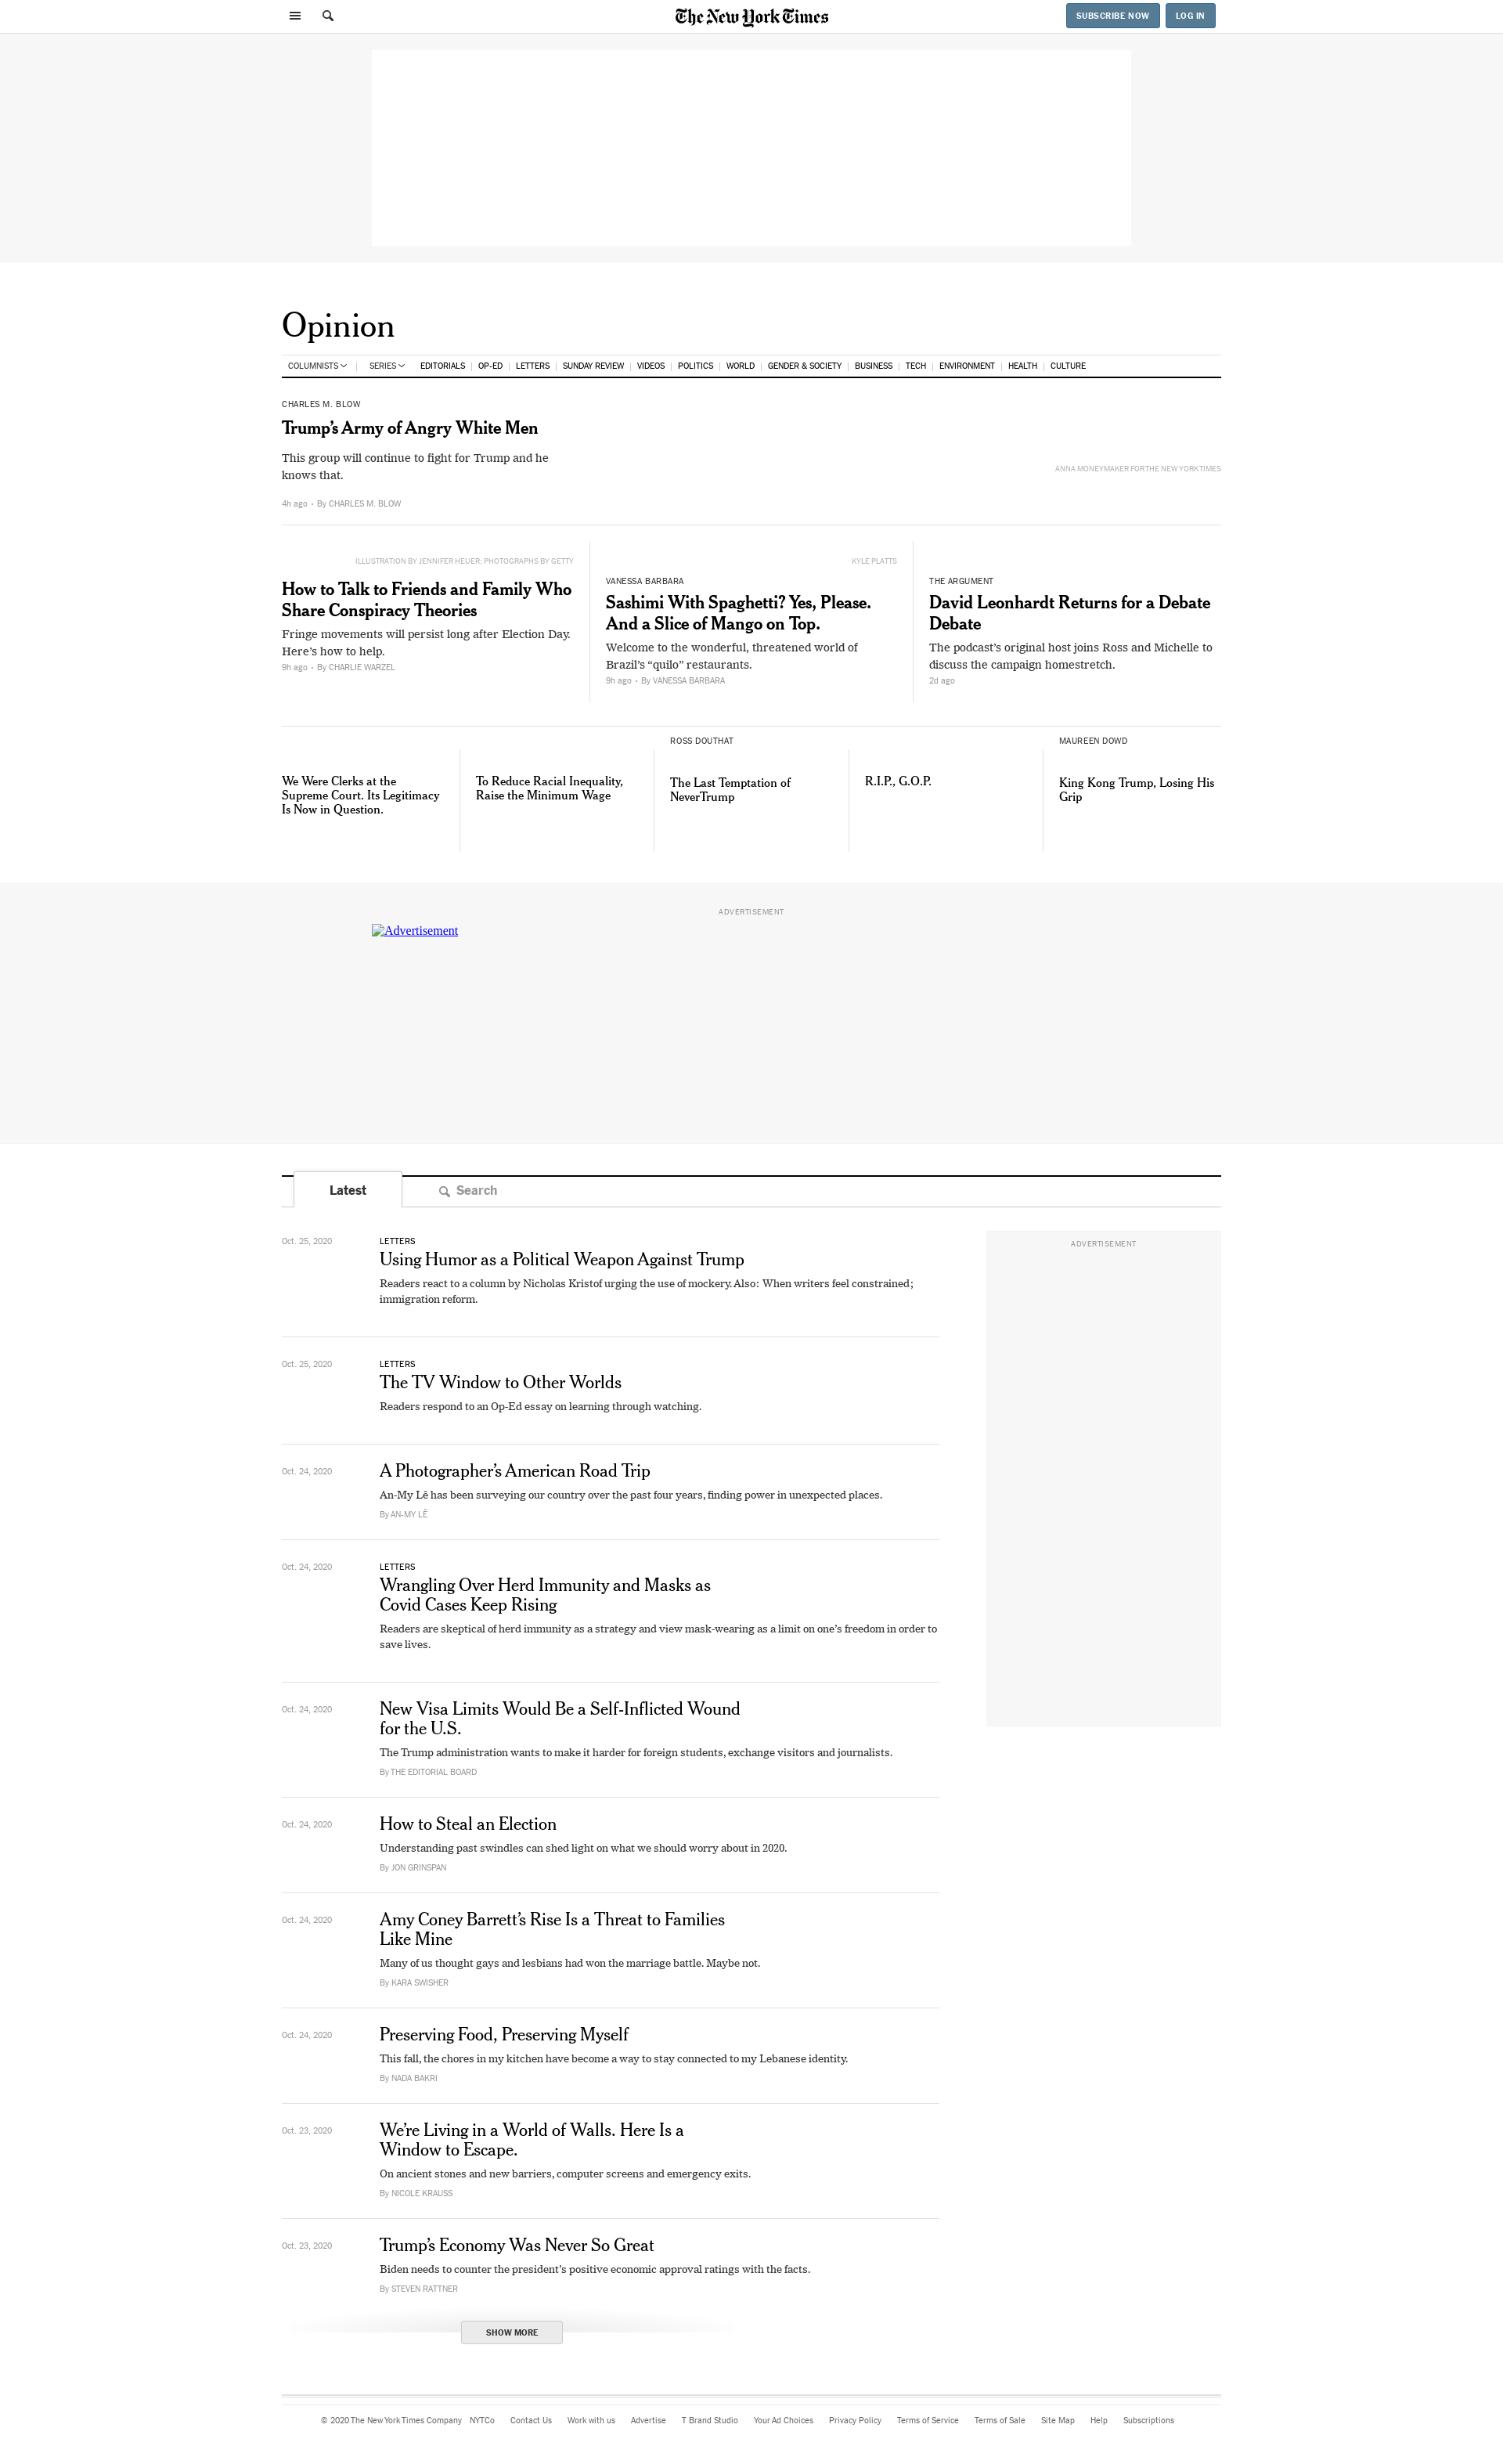 The New York Times
SUBSCRIBE NOW
LOG IN
Opinion
COLUMNISTS | SERIES EDITORIALS | OP-ED | LETTERS | SUNDAY REVIEW | VIDEOS | POLITICS | WORLD | GENDER & SOCIETY | BUSINESS | TECH | ENVIRONMENT | HEALTH | CULTURE
CHARLES M. BLOW
Trump’s Army of Angry White Men
This group will continue to fight for Trump and he
knows that.
4h ago • By CHARLES M. BLOW
ANNA MONEYMAKER FOR THE NEW YORK TIMES
ILLUSTRATION BY JENNIFER HEUER; PHOTOGRAPHS BY GETTY
How to Talk to Friends and Family Who
Share Conspiracy Theories
Fringe movements will persist long after Election Day.
Here’s how to help.
9h ago • By CHARLIE WARZEL
KYLE PLATTS
VANESSA BARBARA
Sashimi With Spaghetti? Yes, Please.
And a Slice of Mango on Top.
Welcome to the wonderful, threatened world of
Brazil’s “quilo” restaurants.
9h ago • By VANESSA BARBARA
THE ARGUMENT
David Leonhardt Returns for a Debate
Debate
The podcast’s original host joins Ross and Michelle to
discuss the campaign homestretch.
2d ago
We Were Clerks at the
Supreme Court. Its Legitimacy
Is Now in Question.
To Reduce Racial Inequality,
Raise the Minimum Wage
ROSS DOUTHAT
The Last Temptation of
NeverTrump
R.I.P., G.O.P.
MAUREEN DOWD
King Kong Trump, Losing His
Grip
ADVERTISEMENT
Advertisement
Latest
Search
ADVERTISEMENT
Oct. 25, 2020
LETTERS
Using Humor as a Political Weapon Against Trump
Readers react to a column by Nicholas Kristof urging the use of mockery. Also: When writers feel constrained;
immigration reform.
Oct. 25, 2020
LETTERS
The TV Window to Other Worlds
Readers respond to an Op-Ed essay on learning through watching.
Oct. 24, 2020
A Photographer’s American Road Trip
An-My Lê has been surveying our country over the past four years, finding power in unexpected places.
By AN-MY LÊ
Oct. 24, 2020
LETTERS
Wrangling Over Herd Immunity and Masks as
Covid Cases Keep Rising
Readers are skeptical of herd immunity as a strategy and view mask-wearing as a limit on one’s freedom in order to
save lives.
Oct. 24, 2020
New Visa Limits Would Be a Self-Inflicted Wound
for the U.S.
The Trump administration wants to make it harder for foreign students, exchange visitors and journalists.
By THE EDITORIAL BOARD
Oct. 24, 2020
How to Steal an Election
Understanding past swindles can shed light on what we should worry about in 2020.
By JON GRINSPAN
Oct. 24, 2020
Amy Coney Barrett’s Rise Is a Threat to Families
Like Mine
Many of us thought gays and lesbians had won the marriage battle. Maybe not.
By KARA SWISHER
Oct. 24, 2020
Preserving Food, Preserving Myself
This fall, the chores in my kitchen have become a way to stay connected to my Lebanese identity.
By NADA BAKRI
Oct. 23, 2020
We’re Living in a World of Walls. Here Is a
Window to Escape.
On ancient stones and new barriers, computer screens and emergency exits.
By NICOLE KRAUSS
Oct. 23, 2020
Trump’s Economy Was Never So Great
Biden needs to counter the president’s positive economic approval ratings with the facts.
By STEVEN RATTNER
SHOW MORE
© 2020 The New York Times Company NYTCo Contact Us Work with us Advertise T Brand Studio Your Ad Choices Privacy Policy Terms of Service Terms of Sale Site Map Help Subscriptions